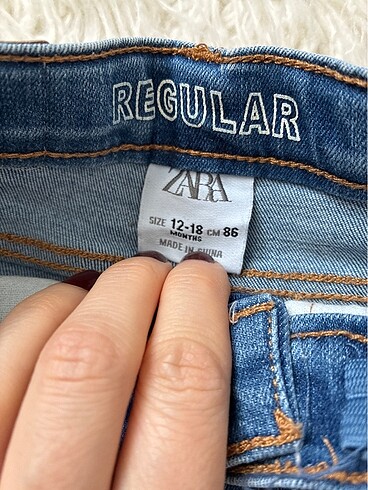 REGULAR
ZARA
SIZE 12-18 CM 86
MONTHS
MADE IN CHINA